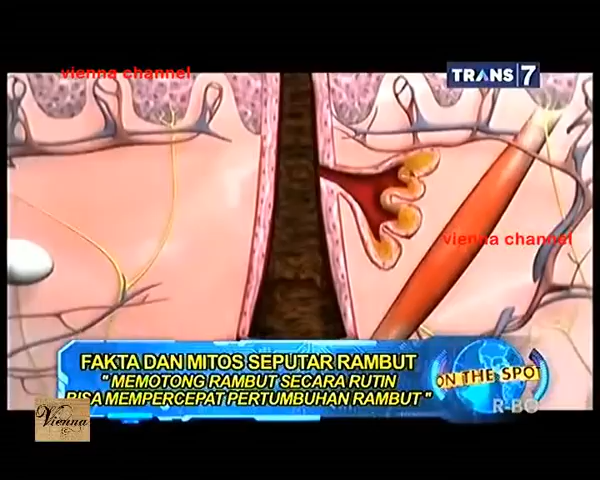 vienna channel
TRANS 7
vienna channel
FAKTA DAN MITOS SEPUTAR RAMBUT
"MEMOTONG RAMBUT SECARA RUTIN
BISA MEMPERCEPAT PERTUMBUHAN RAMBUT"
ON THE SPOT
R-BO
Vienna